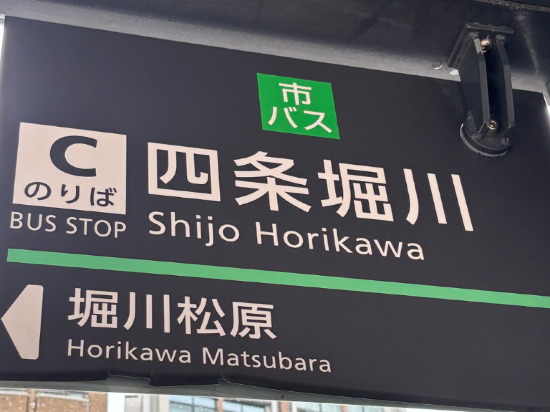 市
バス
C
のりば
BUS STOP
四条堀川
Shijo Horikawa
堀川松原
Horikawa Matsubara